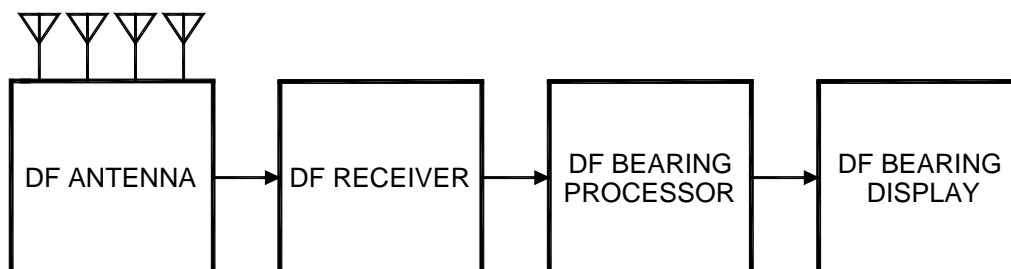 DF ANTENNA
DF RECEIVER
DF BEARING
PROCESSOR
DF BEARING
DISPLAY